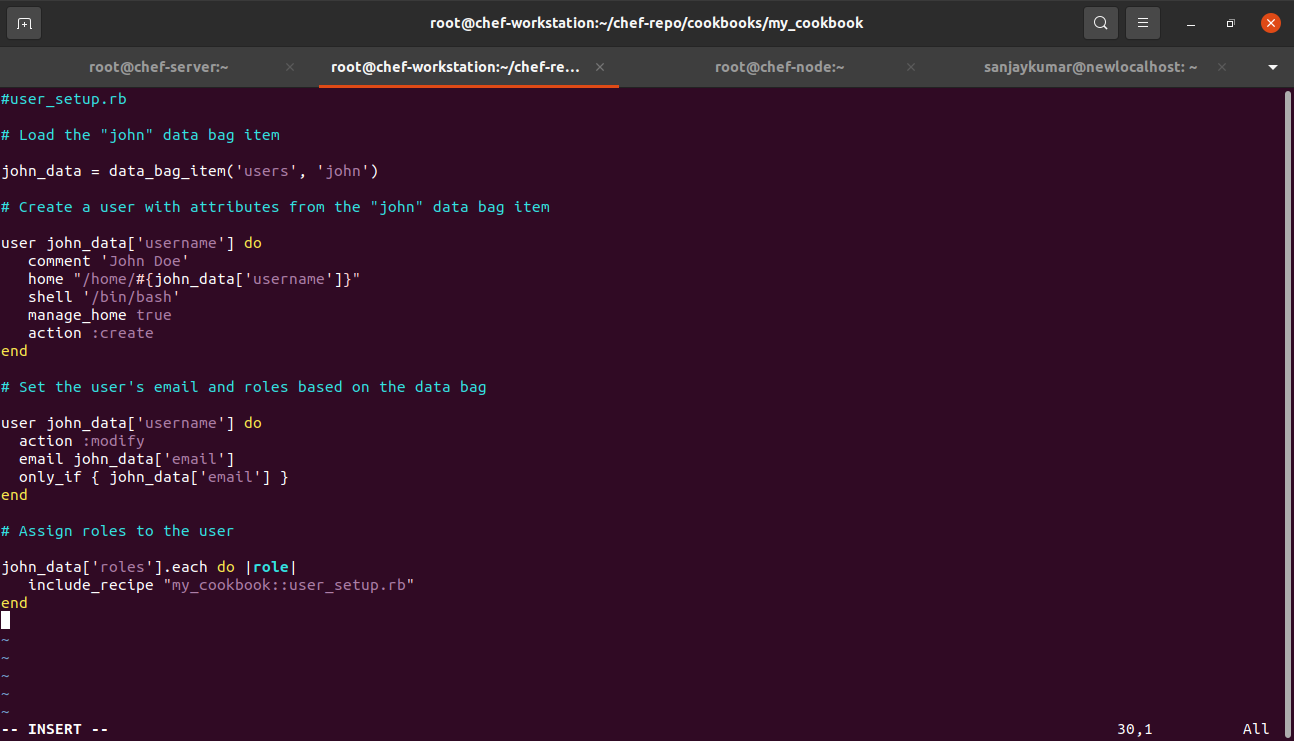 root@chef-workstation:~/chef-repo/cookbooks/my_cookbook
root@chef-server:~ × root@chef-workstation:~/chef-re... × root@chef-node:~ × sanjaykumar@newlocalhost: ~ ×
#user_setup.rb
# Load the "john" data bag item
john_data = data_bag_item('users', 'john')
# Create a user with attributes from the "john" data bag item
user john_data['username'] do
   comment 'John Doe'
   home "/home/#{john_data['username']}"
   shell '/bin/bash'
   manage_home true
   action :create
end
# Set the user's email and roles based on the data bag
user john_data['username'] do
  action :modify
  email john_data['email']
  only_if { john_data['email'] }
end
# Assign roles to the user
john_data['roles'].each do |role|
   include_recipe "my_cookbook::user_setup.rb"
end
~
~
~
~
~
-- INSERT -- 30,1 All